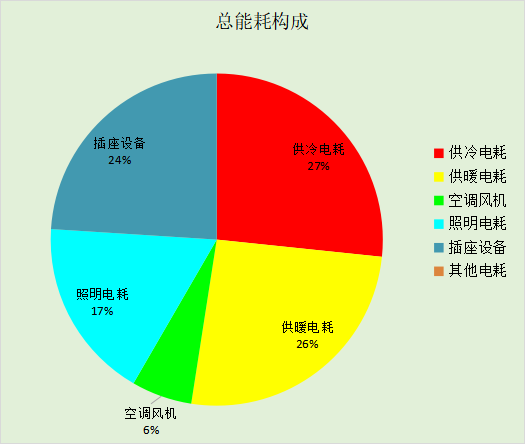 总能耗构成
插座设备
24%
供冷电耗
27%
照明电耗
17%
供暖电耗
26%
空调风机
6%
供冷电耗
供暖电耗
空调风机
照明电耗
插座设备
其他电耗